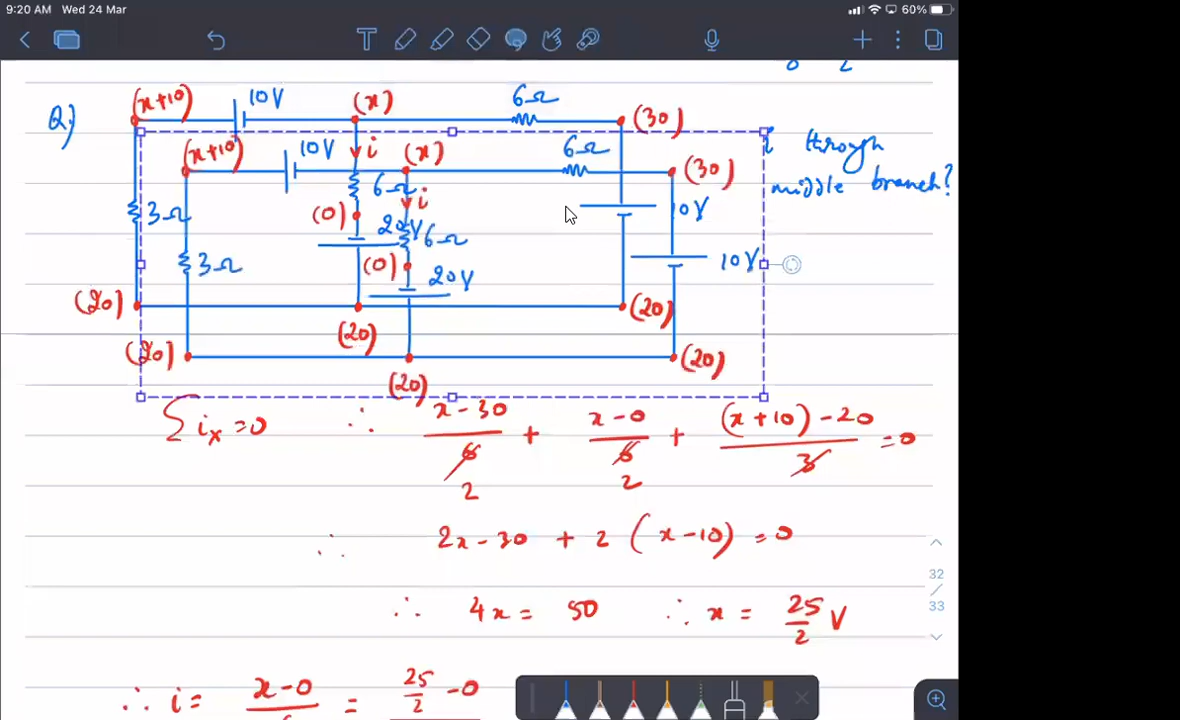 9:20 AM Wed 24 Mar 60%
T
Q)
(x+10) 10V (x) 6Ω (30)
(x+10) 10V i (x) 6Ω (30) i through
middle branch?
3Ω 6Ω i 10V
(0) 20V 6Ω
3Ω (0) 20V 10V
(20) (20) (20)
(20) (20) (20)
Σ iₓ = 0 ∴ x - 30 / 6 2 + x - 0 / 6 2 + (x + 10) - 20 / 3 = 0
∴ 2x - 30 + 2 (x - 10) = 0
32
/
33
∴ 4x = 50 ∴ x = 25/2 V
∴ i = x - 0 / 6 = 25/2 - 0